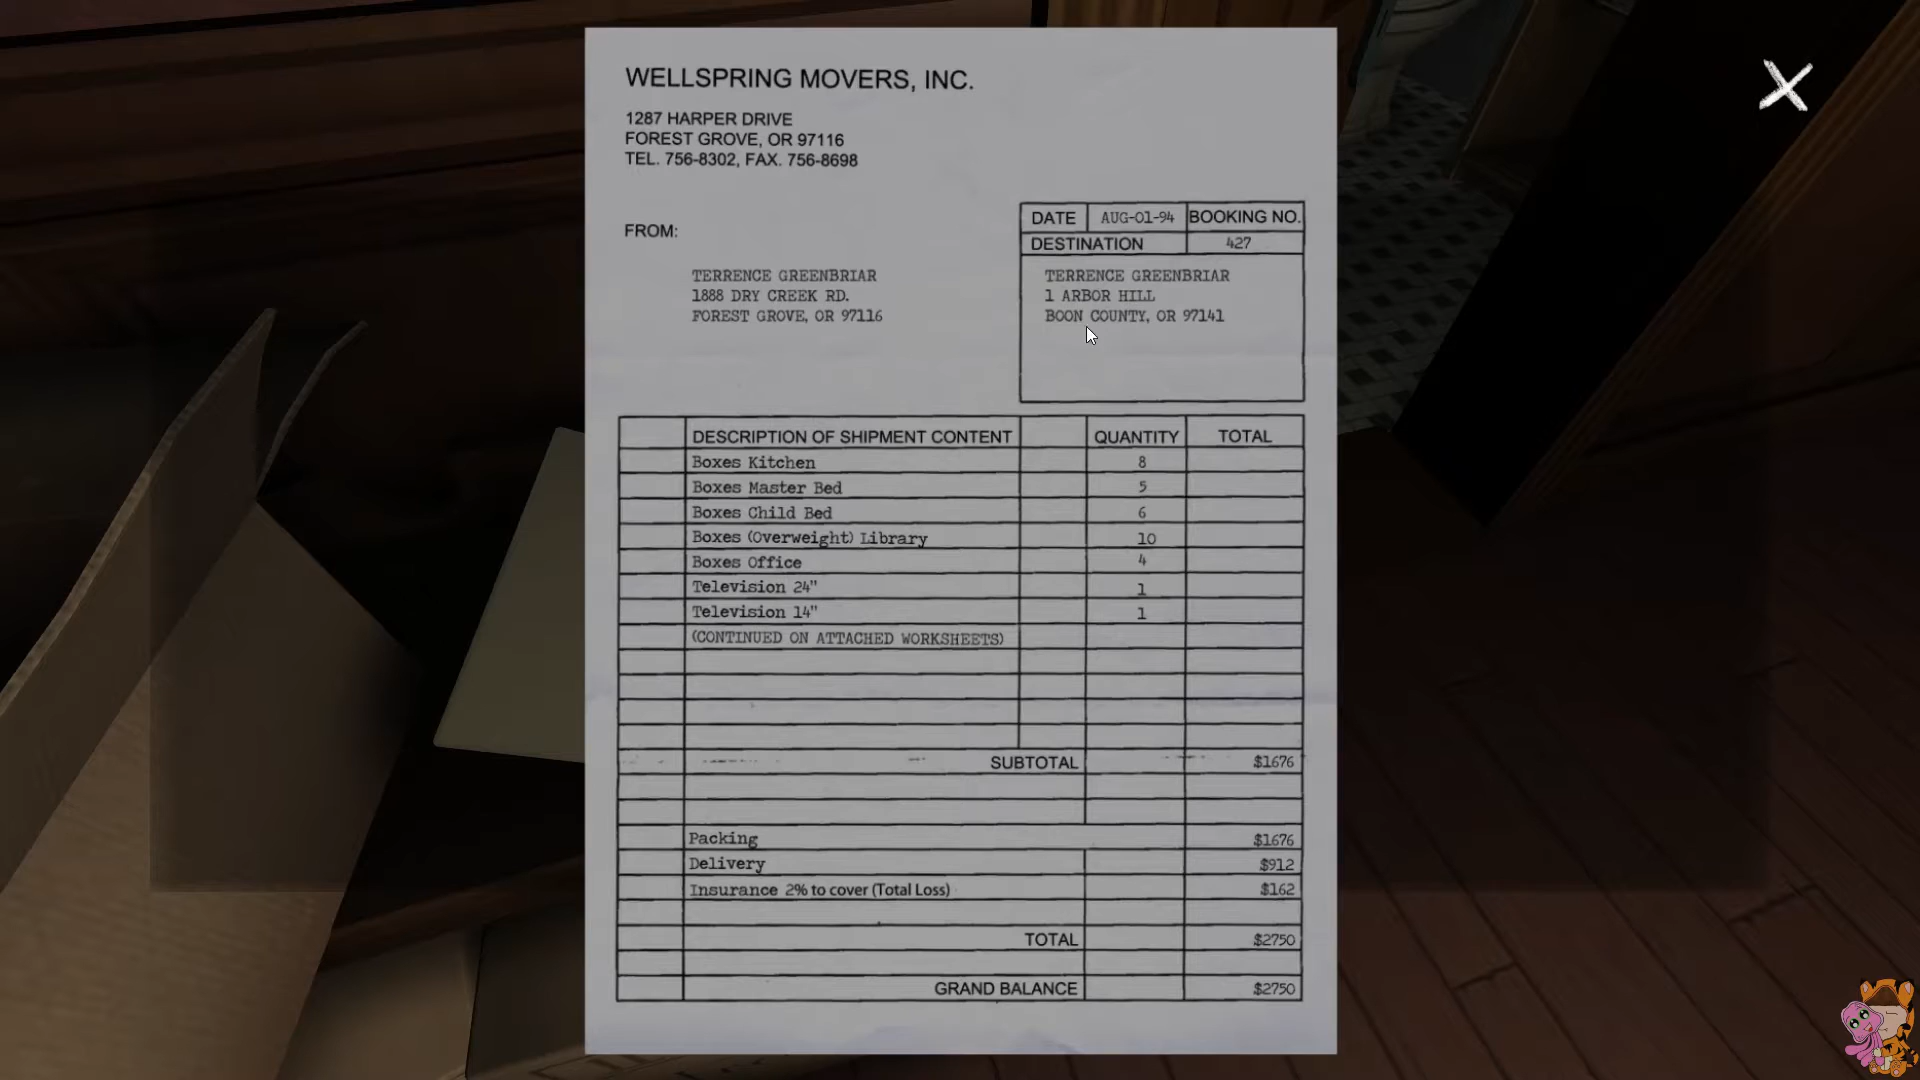 WELLSPRING MOVERS, INC.
1287 HARPER DRIVE
FOREST GROVE, OR 97116
TEL. 756-8302, FAX. 756-8698
FROM:
TERRENCE GREENBRIAR
1888 DRY CREEK RD.
FOREST GROVE, OR 97116
DATE AUG-01-94 BOOKING NO.
DESTINATION 427
TERRENCE GREENBRIAR
1 ARBOR HILL
BOON COUNTY, OR 97141
DESCRIPTION OF SHIPMENT CONTENT QUANTITY TOTAL
Boxes Kitchen 8
Boxes Master Bed 5
Boxes Child Bed 6
Boxes (Overweight) Library 10
Boxes Office 4
Television 24" 1
Television 14" 1
(CONTINUED ON ATTACHED WORKSHEETS)
SUBTOTAL $1676
Packing $1676
Delivery $912
Insurance 2% to cover (Total Loss) $162
TOTAL $2750
GRAND BALANCE $2750